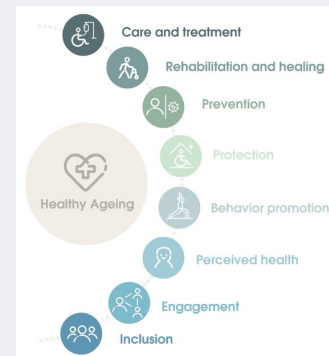 Care and treatment
Rehabilitation and healing
Prevention
Protection
Healthy Ageing
Behavior promotion
Perceived health
Engagement
Inclusion